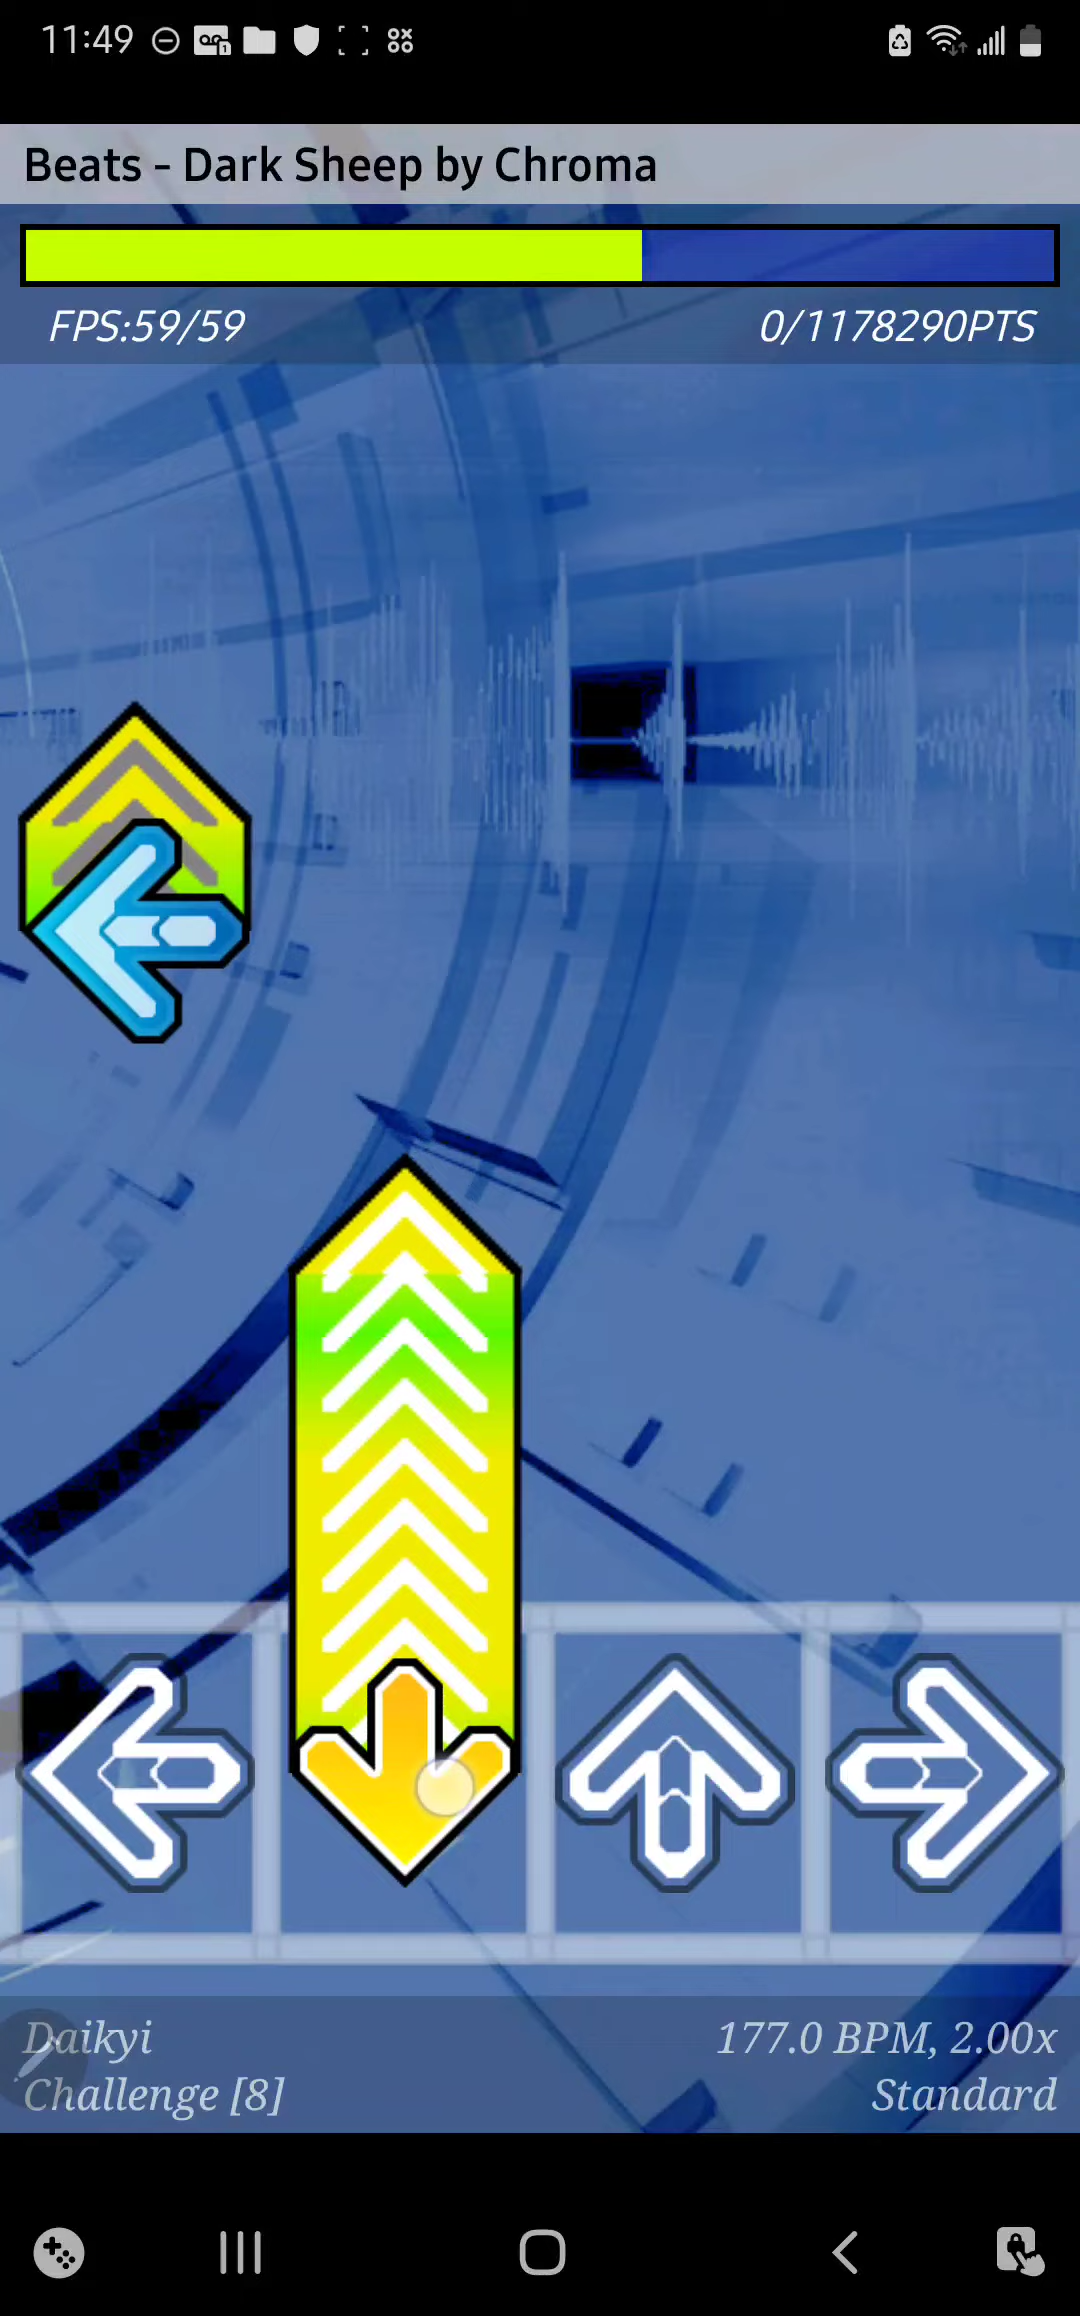 11:49
Beats - Dark Sheep by Chroma
FPS:59/59
0/1178290PTS
Daikyi
177.0 BPM, 2.00x
Challenge [8]
Standard